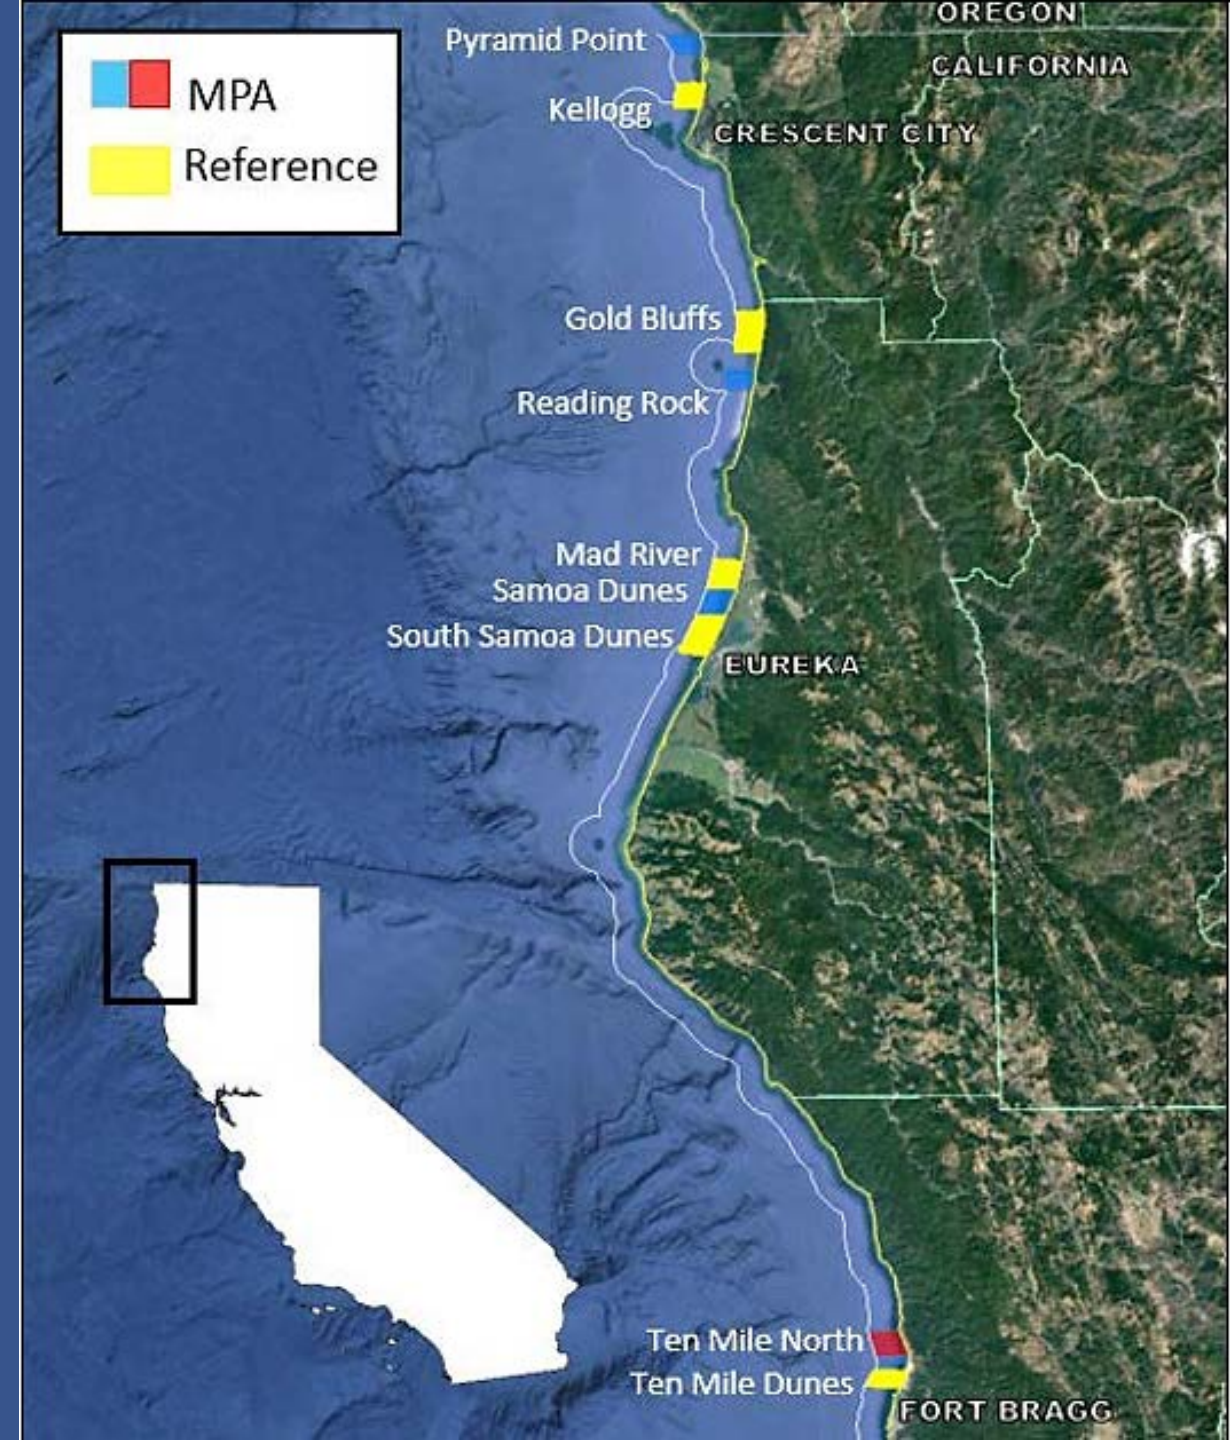 OREGON
Pyramid Point
CALIFORNIA
MPA
Kellogg
CRESCENT CITY
Reference
Gold Bluffs
Reading Rock
Mad River
Samoa Dunes
South Samoa Dunes
EUREKA
Ten Mile North
Ten Mile Dunes
FORT BRAGG